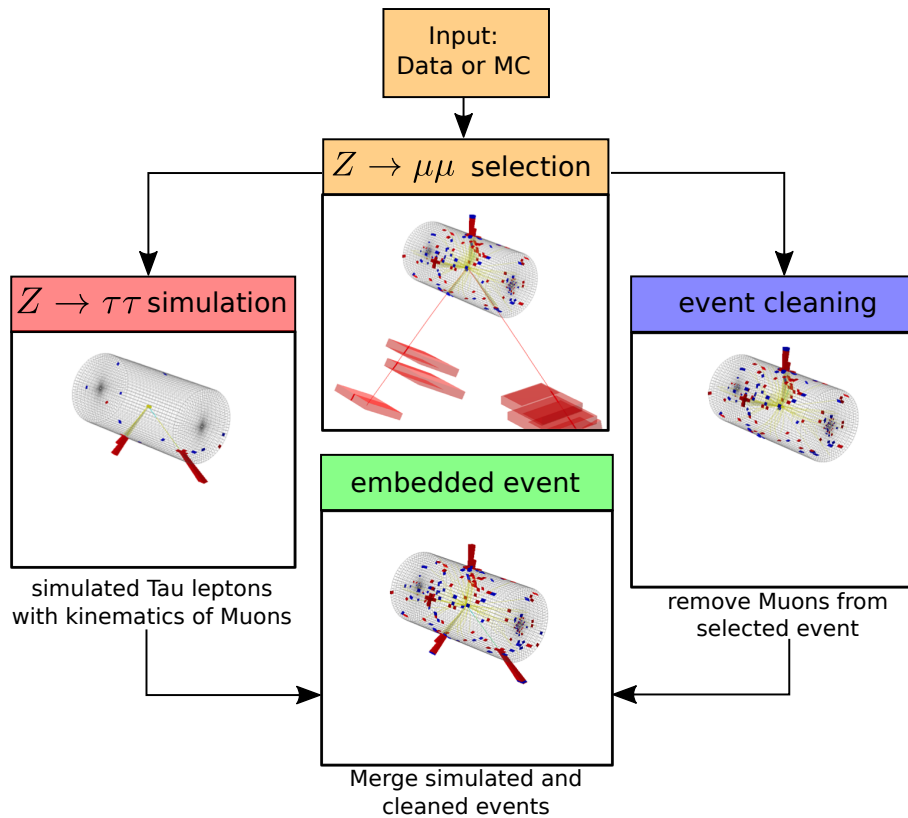 Input:
Data or MC
Z → μμ selection
Z → ττ simulation
event cleaning
embedded event
simulated Tau leptons
with kinematics of Muons
remove Muons from
selected event
Merge simulated and
cleaned events